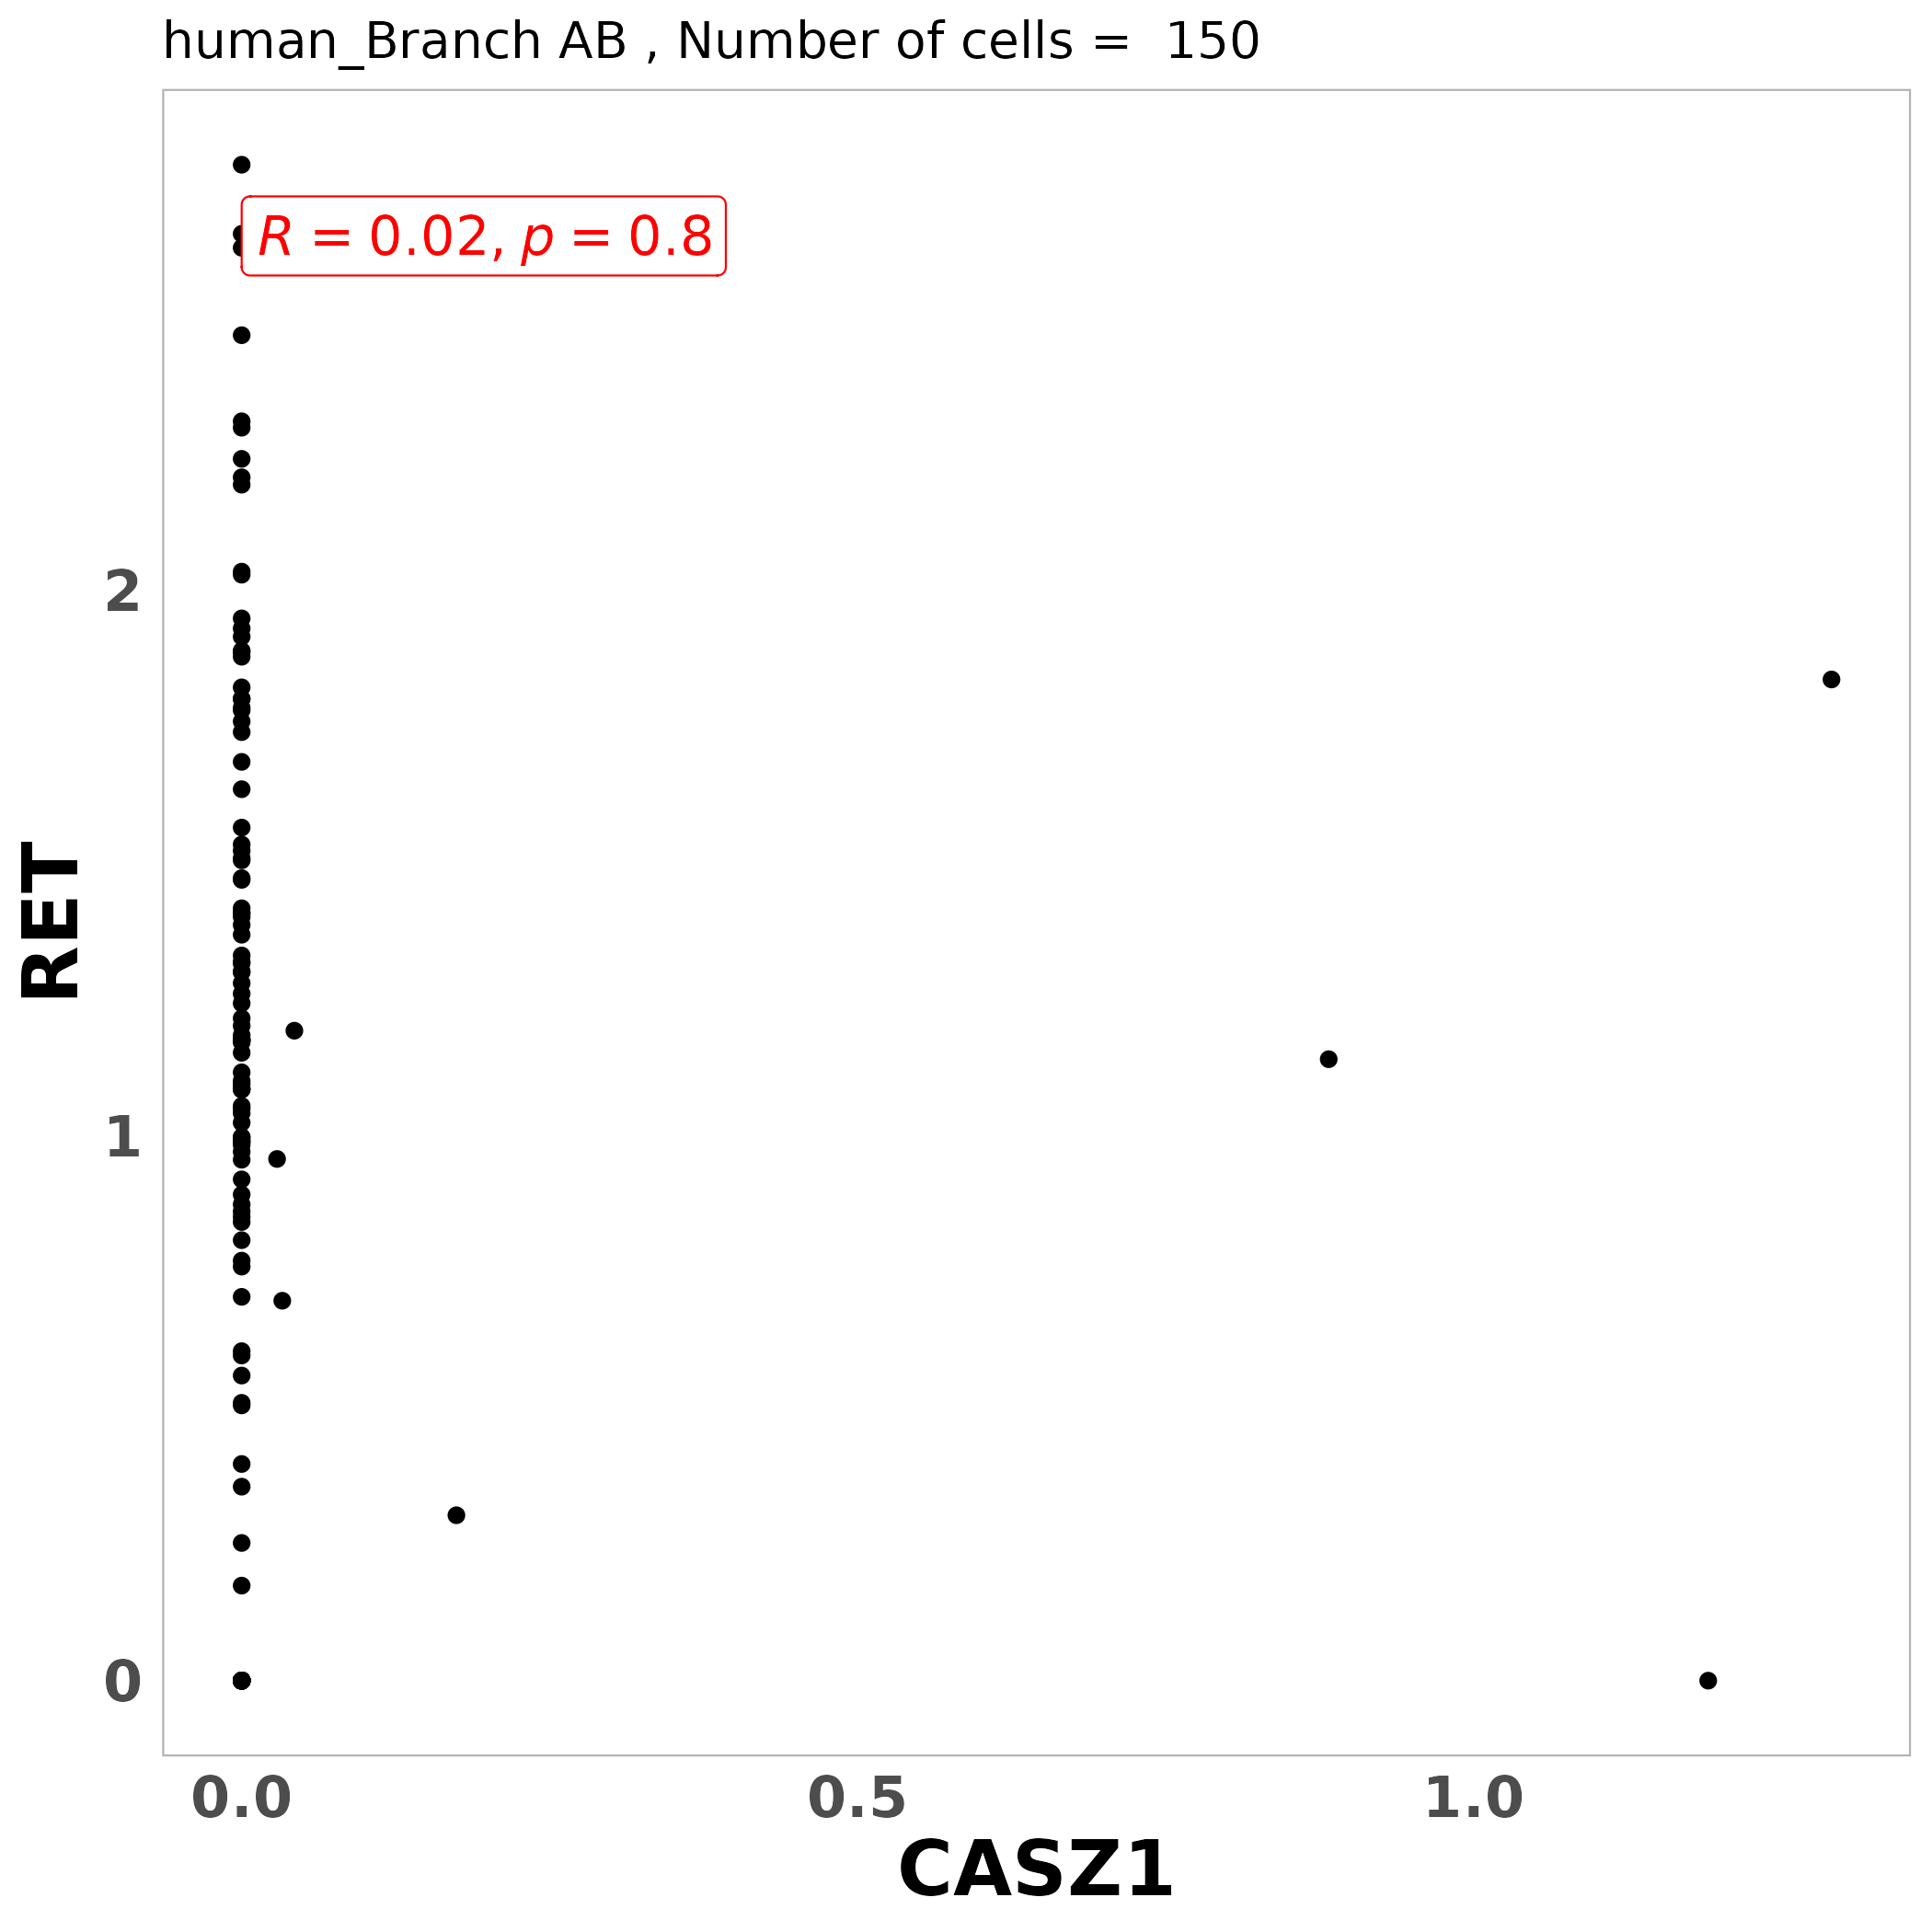 human_Branch AB , Number of cells =  150
R = 0.02, p = 0.8
2
1
0
RET
0.0 0.5 1.0
CASZ1